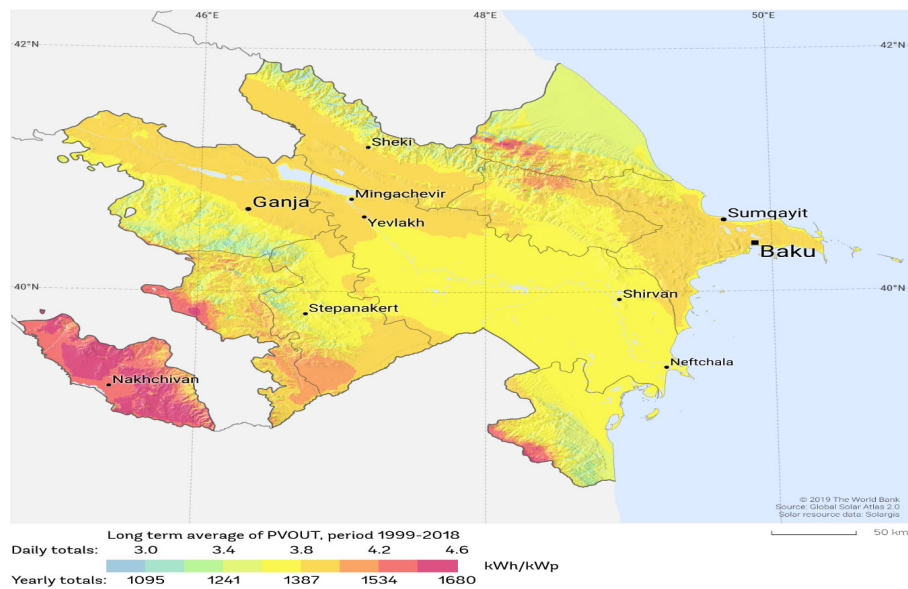 46°E 48°E 50°E
42°N 42°N
Sheki
Mingachevir
Ganja
Yevlakh
Sumqayit
Baku
40°N 40°N
Shirvan
Stepanakert
Neftchala
Nakhchivan
© 2019 The World Bank
Source: Global Solar Atlas 2.0
Solar resource data: Solargis
50 km
Long term average of PVOUT, period 1999-2018
Daily totals: 3.0 3.4 3.8 4.2 4.6
kWh/kWp
Yearly totals: 1095 1241 1387 1534 1680